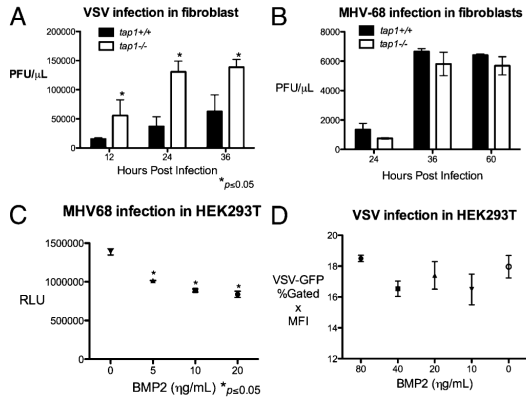 A
VSV infection in fibroblast
tap1+/+
tap1-/-
PFU/μL
200000
150000
100000
50000
0
12 24 36
Hours Post Infection
*p≤0.05
B
MHV-68 infection in fibroblasts
tap1+/+
tap1-/-
PFU/μL
8000
6000
4000
2000
0
24 36 60
Hours Post Infection
C
MHV68 infection in HEK293T
RLU
1500000
1000000
500000
0
0 5 10 20
BMP2 (ηg/mL) *p≤0.05
D
VSV infection in HEK293T
VSV-GFP
%Gated
x
MFI
20
18
16
14
12
80 40 20 10 0
BMP2 (ηg/mL)